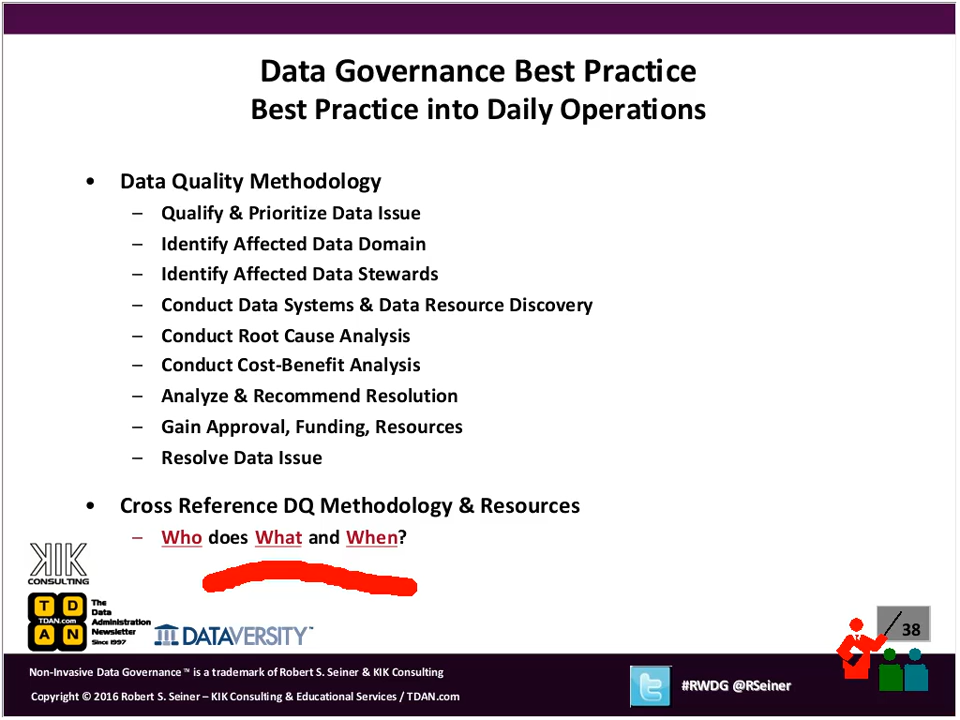 Data Governance Best Practice
Best Practice into Daily Operations
• Data Quality Methodology
– Qualify & Prioritize Data Issue
– Identify Affected Data Domain
– Identify Affected Data Stewards
– Conduct Data Systems & Data Resource Discovery
– Conduct Root Cause Analysis
– Conduct Cost-Benefit Analysis
– Analyze & Recommend Resolution
– Gain Approval, Funding, Resources
– Resolve Data Issue
• Cross Reference DQ Methodology & Resources
– Who does What and When?
KIK
CONSULTING
T D
TDAN.com
A N
The
Data
Administration
Newsletter
Since 1997
DATAVERSITY™
38
Non-Invasive Data Governance™ is a trademark of Robert S. Seiner & KIK Consulting
Copyright © 2016 Robert S. Seiner – KIK Consulting & Educational Services / TDAN.com
#RWDG @RSeiner